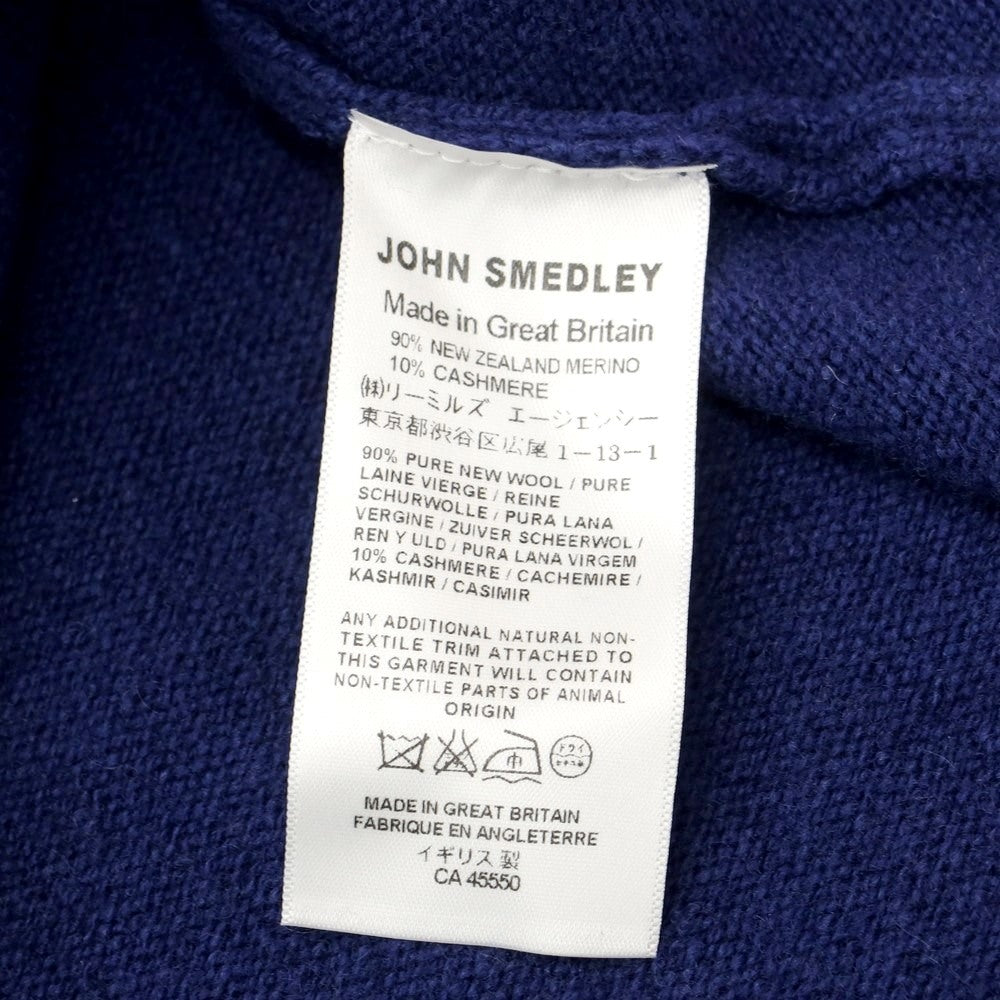 JOHN SMEDLEY
Made in Great Britain
90% NEW ZEALAND MERINO
10% CASHMERE
㈱リーミルズ エージェンシー
東京都渋谷区広尾1-13-1
90% PURE NEW WOOL / PURE
LAINE VIERGE / REINE
SCHURWOLLE / PURA LANA
VERGINE / ZUIVER SCHEERWOL /
REN Y ULD / PURA LANA VIRGEM
10% CASHMERE / CACHEMIRE /
KASHMIR / CASIMIR
ANY ADDITIONAL NATURAL NON-
TEXTILE TRIM ATTACHED TO
THIS GARMENT WILL CONTAIN
NON-TEXTILE PARTS OF ANIMAL
ORIGIN
中 ドライ
MADE IN GREAT BRITAIN
FABRIQUE EN ANGLETERRE
イギリス製
CA 45550